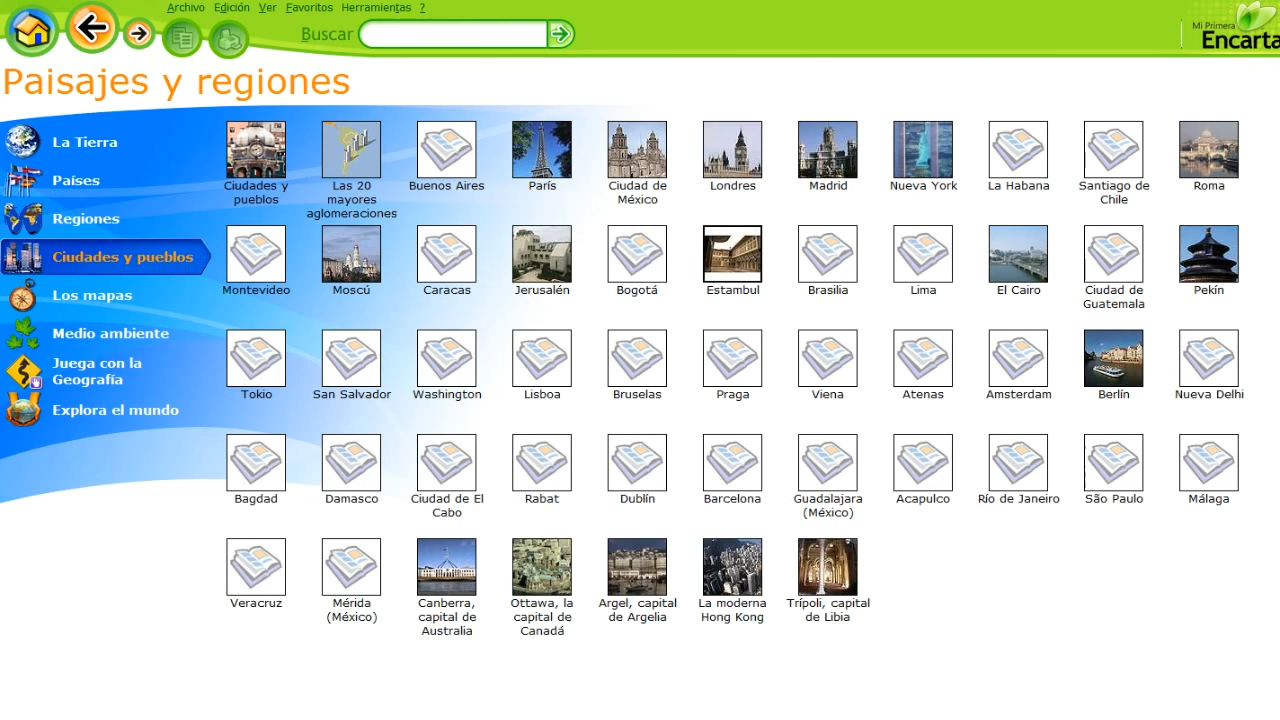 Archivo Edición Ver Favoritos Herramientas ?
Buscar
Mi Primera
Encarta
Paisajes y regiones
La Tierra
Países
Regiones
Ciudades y pueblos
Los mapas
Medio ambiente
Juega con la
Geografía
Explora el mundo
Ciudades y
pueblos
Las 20
mayores
aglomeraciones
Buenos Aires
París
Ciudad de
México
Londres
Madrid
Nueva York
La Habana
Santiago de
Chile
Roma
Montevideo
Moscú
Caracas
Jerusalén
Bogotá
Estambul
Brasilia
Lima
El Cairo
Ciudad de
Guatemala
Pekín
Tokio
San Salvador
Washington
Lisboa
Bruselas
Praga
Viena
Atenas
Amsterdam
Berlín
Nueva Delhi
Bagdad
Damasco
Ciudad de El
Cabo
Rabat
Dublín
Barcelona
Guadalajara
(México)
Acapulco
Río de Janeiro
São Paulo
Málaga
Veracruz
Mérida
(México)
Canberra,
capital de
Australia
Ottawa, la
capital de
Canadá
Argel, capital
de Argelia
La moderna
Hong Kong
Trípoli, capital
de Libia